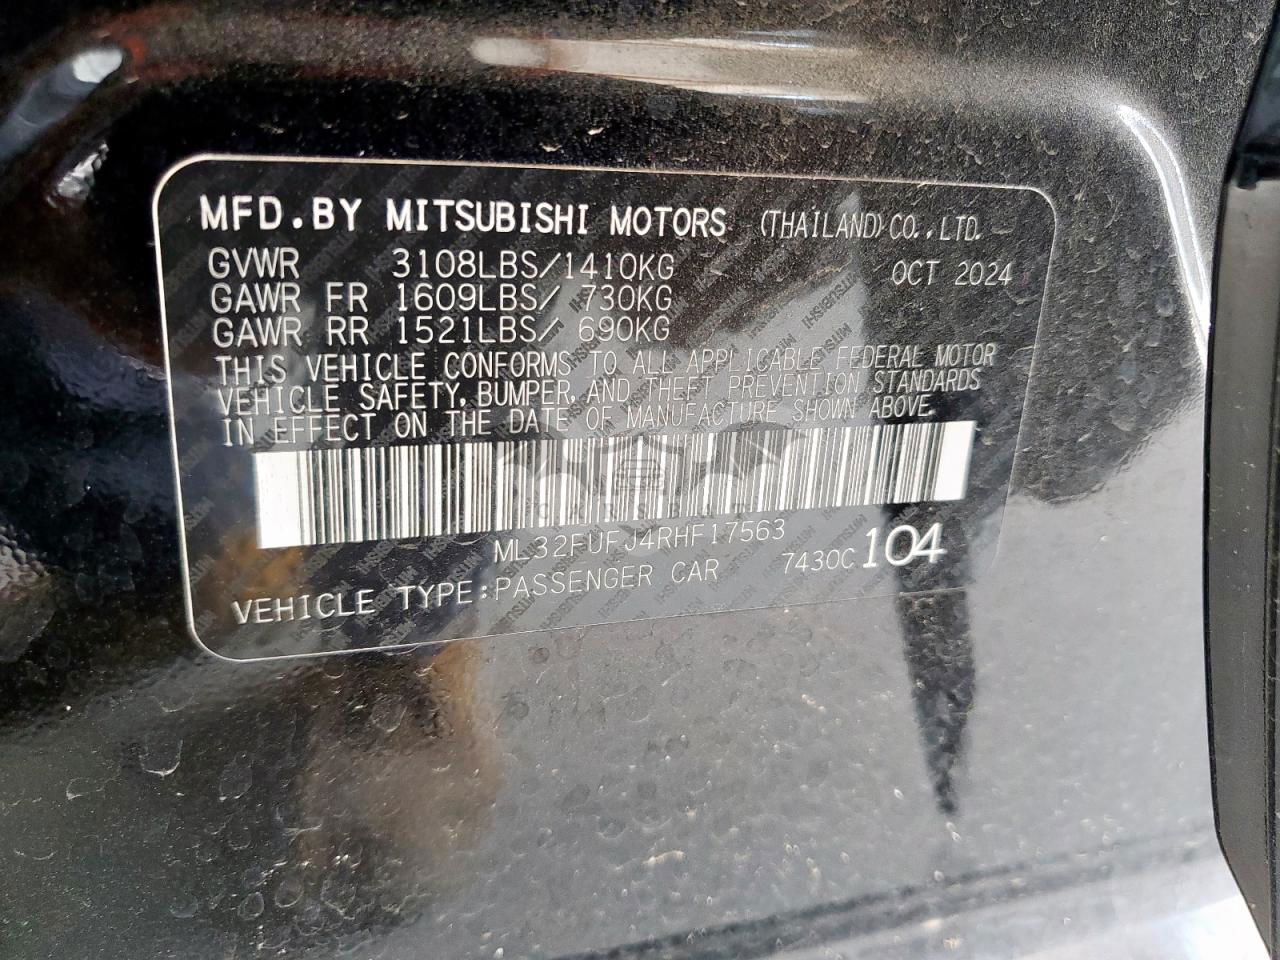 MFD.BY MITSUBISHI MOTORS (THAILAND)CO.,LTD.
GVWR 3108LBS/1410KG OCT 2024
GAWR FR 1609LBS/ 730KG
GAWR RR 1521LBS/ 690KG
THIS VEHICLE CONFORMS TO ALL APPLICABLE FEDERAL MOTOR
VEHICLE SAFETY, BUMPER, AND THEFT PREVENTION STANDARDS
IN EFFECT ON THE DATE OF MANUFACTURE SHOWN ABOVE.
ML32FUFJ4RHF17563
VEHICLE TYPE:PASSENGER CAR 7430C 104